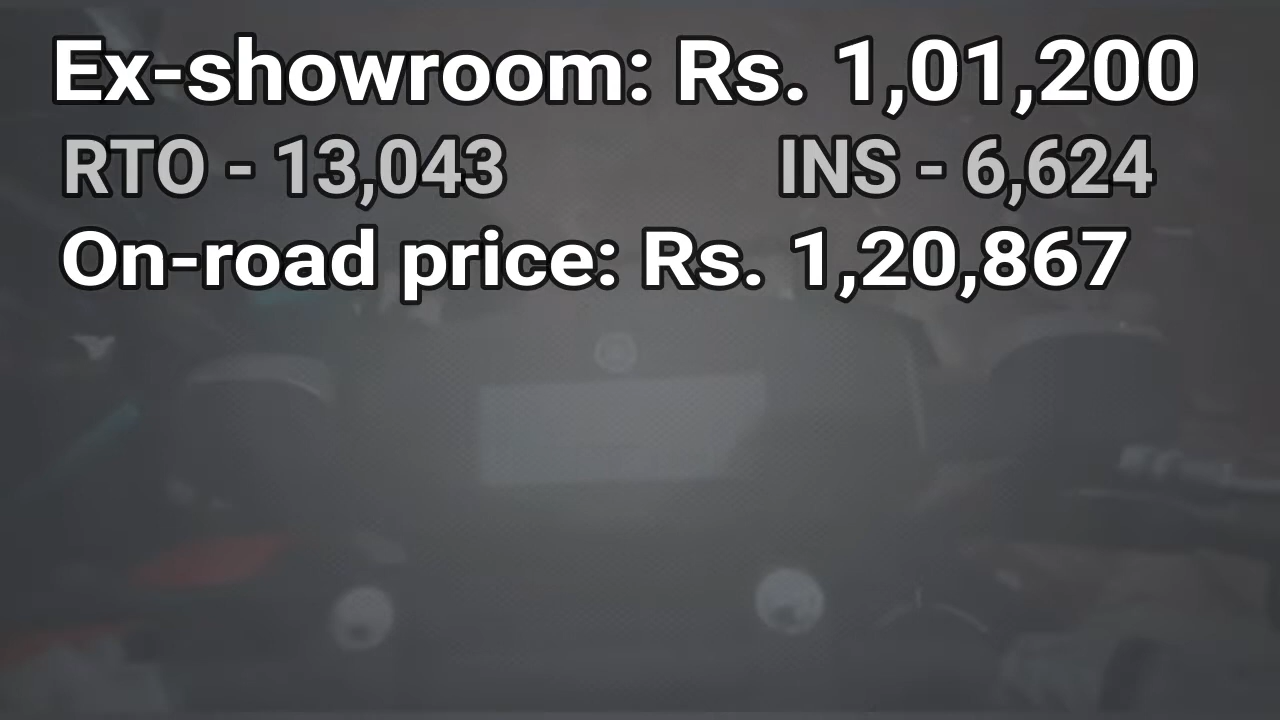 Ex-showroom: Rs. 1,01,200
RTO - 13,043 INS - 6,624
On-road price: Rs. 1,20,867